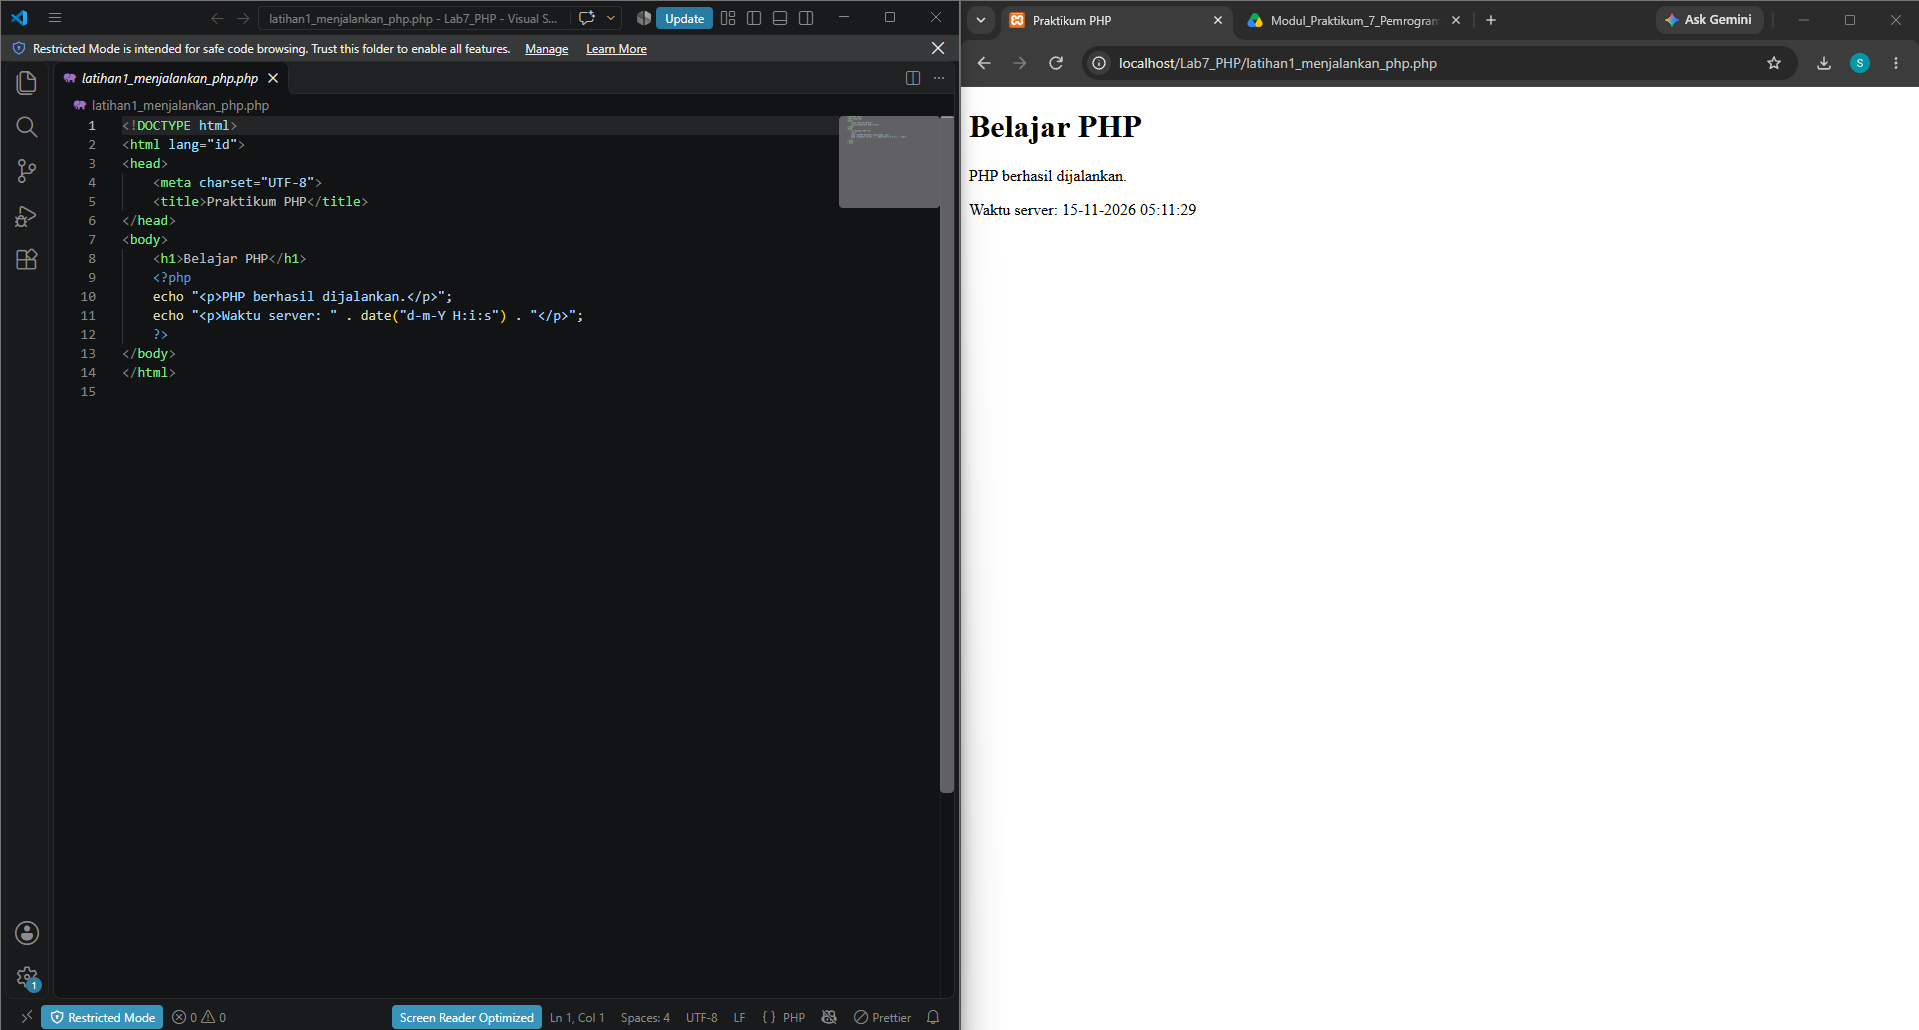 latihan1_menjalankan_php.php - Lab7_PHP - Visual S...
Update
Restricted Mode is intended for safe code browsing. Trust this folder to enable all features. Manage Learn More
latihan1_menjalankan_php.php
latihan1_menjalankan_php.php
1 <!DOCTYPE html>
2 <html lang="id">
3 <head>
4 <meta charset="UTF-8">
5 <title>Praktikum PHP</title>
6 </head>
7 <body>
8 <h1>Belajar PHP</h1>
9 <?php
10 echo "<p>PHP berhasil dijalankan.</p>";
11 echo "<p>Waktu server: " . date("d-m-Y H:i:s") . "</p>";
12 ?>
13 </body>
14 </html>
15
1
Restricted Mode 0 0 Screen Reader Optimized Ln 1, Col 1 Spaces: 4 UTF-8 LF { } PHP Prettier
Praktikum PHP
Modul_Praktikum_7_Pemrogram
Ask Gemini
localhost/Lab7_PHP/latihan1_menjalankan_php.php
S
Belajar PHP
PHP berhasil dijalankan.
Waktu server: 15-11-2026 05:11:29